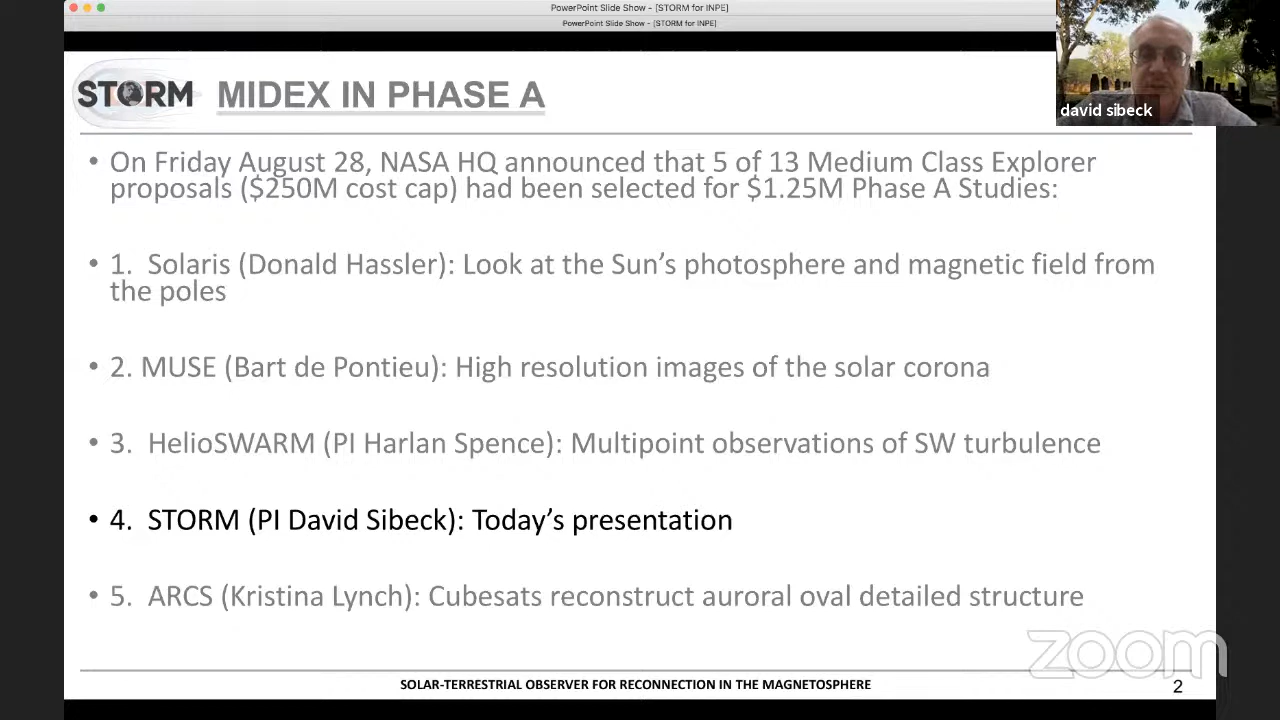 PowerPoint Slide Show - [STORM for INPE]
PowerPoint Slide Show - [STORM for INPE]
david sibeck
STORM
MIDEX IN PHASE A
• On Friday August 28, NASA HQ announced that 5 of 13 Medium Class Explorer
proposals ($250M cost cap) had been selected for $1.25M Phase A Studies:
• 1. Solaris (Donald Hassler): Look at the Sun’s photosphere and magnetic field from
the poles
• 2. MUSE (Bart de Pontieu): High resolution images of the solar corona
• 3. HelioSWARM (PI Harlan Spence): Multipoint observations of SW turbulence
• 4. STORM (PI David Sibeck): Today’s presentation
• 5. ARCS (Kristina Lynch): Cubesats reconstruct auroral oval detailed structure
zoom
SOLAR-TERRESTRIAL OBSERVER FOR RECONNECTION IN THE MAGNETOSPHERE
2